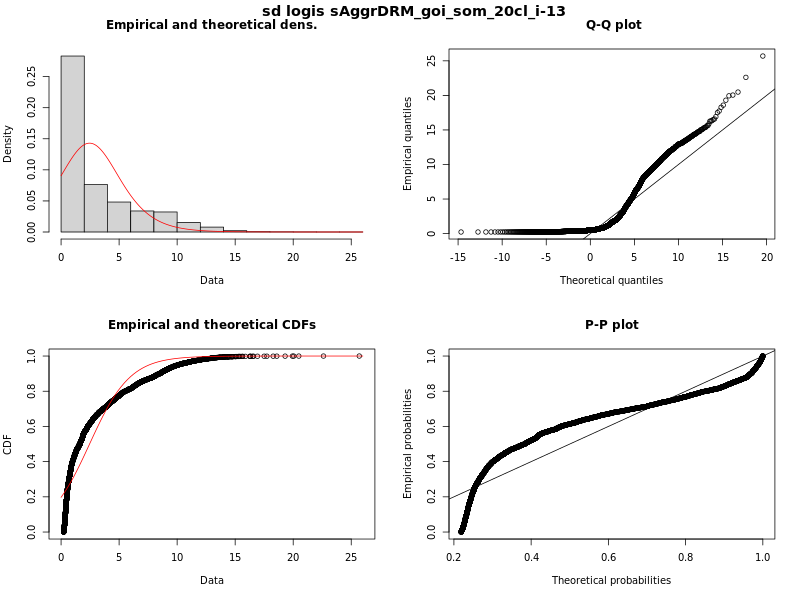 sd logis sAggrDRM_goi_som_20cl_i-13
Empirical and theoretical dens.
Density
0.00 0.05 0.10 0.15 0.20 0.25
0 5 10 15 20 25
Data
Q-Q plot
Empirical quantiles
0 5 10 15 20 25
-15 -10 -5 0 5 10 15 20
Theoretical quantiles
Empirical and theoretical CDFs
CDF
0.0 0.2 0.4 0.6 0.8 1.0
0 5 10 15 20 25
Data
P-P plot
Empirical probabilities
0.0 0.2 0.4 0.6 0.8 1.0
0.2 0.4 0.6 0.8 1.0
Theoretical probabilities